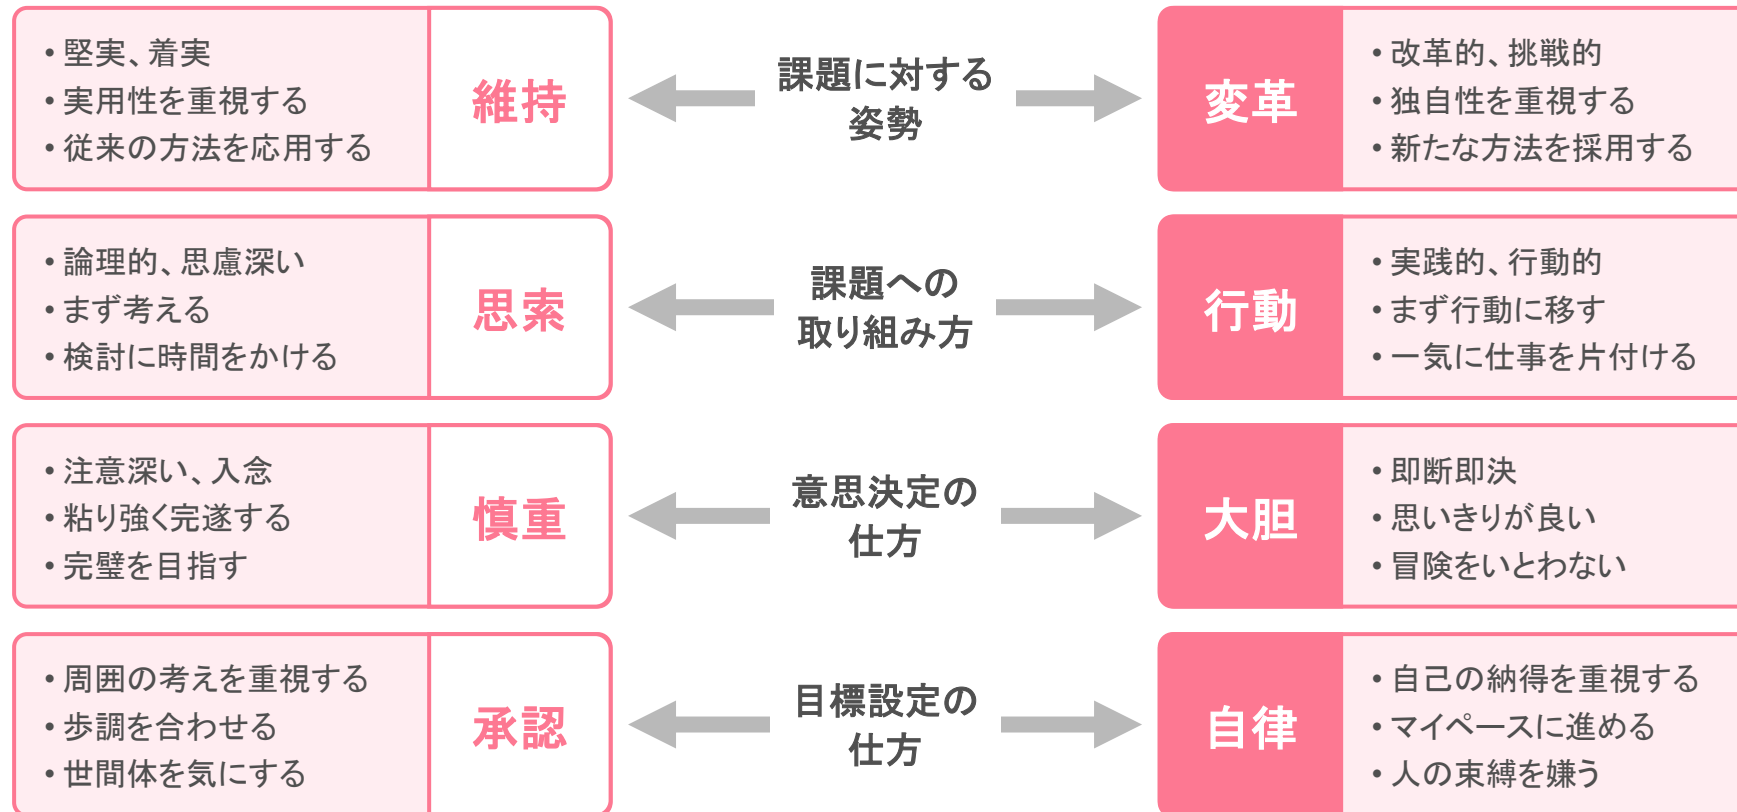 • 堅実、着実
• 実用性を重視する
• 従来の方法を応用する
維持
課題に対する
姿勢
変革
• 改革的、挑戦的
• 独自性を重視する
• 新たな方法を採用する
• 論理的、思慮深い
• まず考える
• 検討に時間をかける
思索
課題への
取り組み方
行動
• 実践的、行動的
• まず行動に移す
• 一気に仕事を片付ける
• 注意深い、入念
• 粘り強く完遂する
• 完璧を目指す
慎重
意思決定の
仕方
大胆
• 即断即決
• 思いきりが良い
• 冒険をいとわない
• 周囲の考えを重視する
• 歩調を合わせる
• 世間体を気にする
承認
目標設定の
仕方
自律
• 自己の納得を重視する
• マイペースに進める
• 人の束縛を嫌う